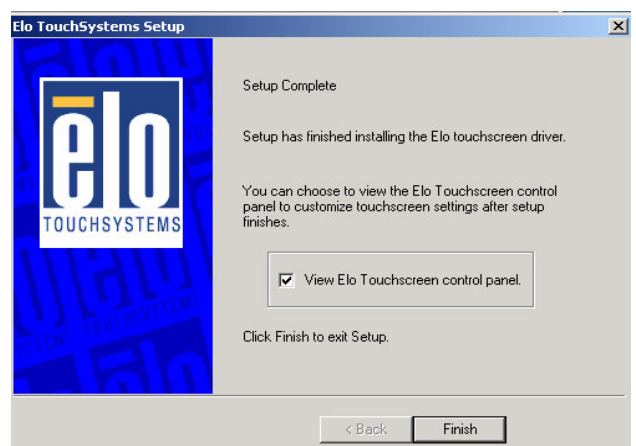 Elo TouchSystems Setup
Setup Complete
Setup has finished installing the Elo touchscreen driver.
You can choose to view the Elo Touchscreen control
panel to customize touchscreen settings after setup
finishes.
View Elo Touchscreen control panel.
Click Finish to exit Setup.
elo
TOUCHSYSTEMS
< Back
Finish